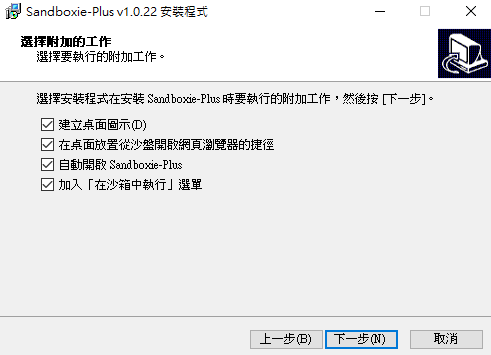 Sandboxie-Plus v1.0.22 安裝程式
選擇附加的工作
選擇要執行的附加工作。
選擇安裝程式在安裝 Sandboxie-Plus 時要執行的附加工作，然後按 [下一步]。
建立桌面圖示(D)
在桌面放置從沙盤開啟網頁瀏覽器的捷徑
自動開啟 Sandboxie-Plus
加入「在沙箱中執行」選單
上一步(B) 下一步(N) 取消